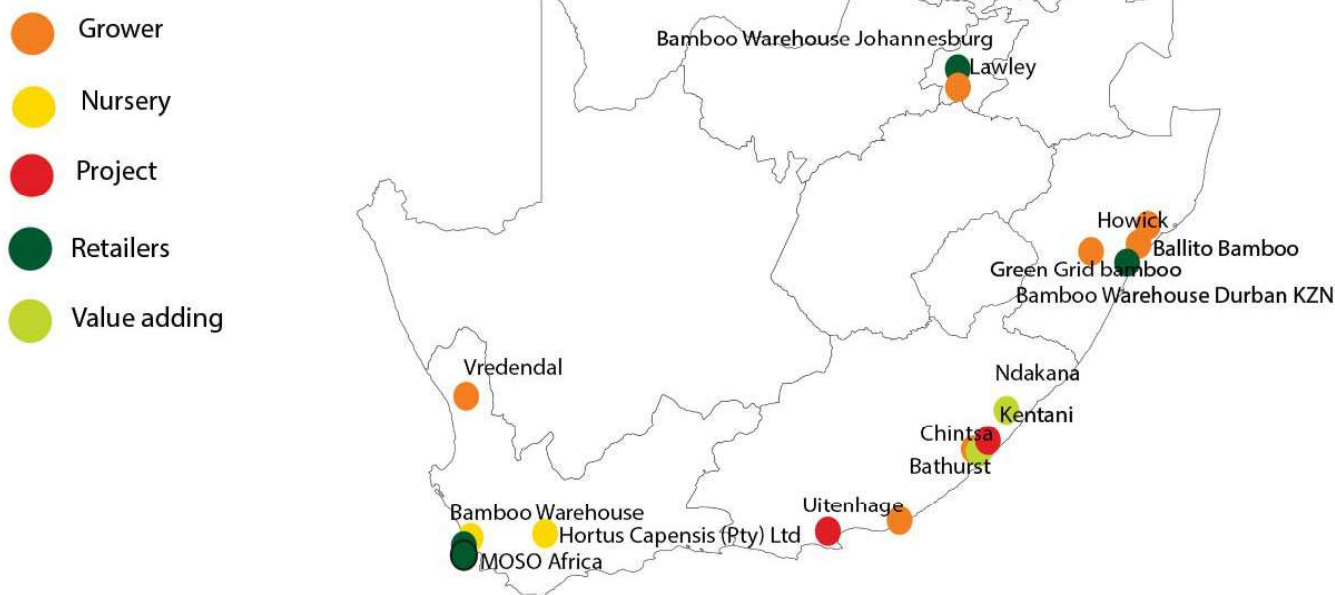 Grower
Nursery
Project
Retailers
Value adding
Bamboo Warehouse Johannesburg
Lawley
Howick
Ballito Bamboo
Green Grid bamboo
Bamboo Warehouse Durban KZN
Vredendal
Ndakana
Kentani
Chintsa
Bathurst
Uitenhage
Bamboo Warehouse
Hortus Capensis (Pty) Ltd
MOSO Africa